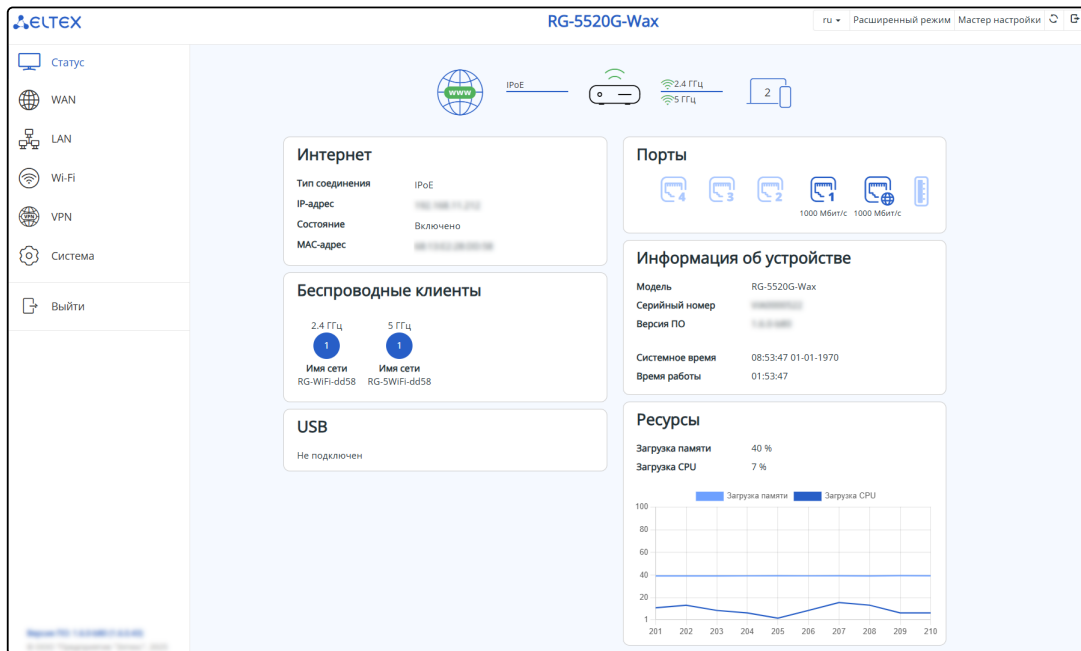 ELTEX
RG-5520G-Wax
ru
Расширенный режим
Мастер настройки
Статус
WAN
LAN
Wi-Fi
VPN
Система
Выйти
www
IPoE
2.4 ГГц
5 ГГц
2
Интернет
Тип соединения IPoE
IP-адрес
Состояние Включено
MAC-адрес
Беспроводные клиенты
2.4 ГГц 5 ГГц
1 1
Имя сети Имя сети
RG-WiFi-dd58 RG-5WiFi-dd58
USB
Не подключен
Порты
4 3 2 1
1000 Мбит/с 1000 Мбит/с
Информация об устройстве
Модель RG-5520G-Wax
Серийный номер
Версия ПО
Системное время 08:53:47 01-01-1970
Время работы 01:53:47
Ресурсы
Загрузка памяти 40 %
Загрузка CPU 7 %
Загрузка памяти Загрузка CPU
100
80
60
40
20
1
201 202 203 204 205 206 207 208 209 210